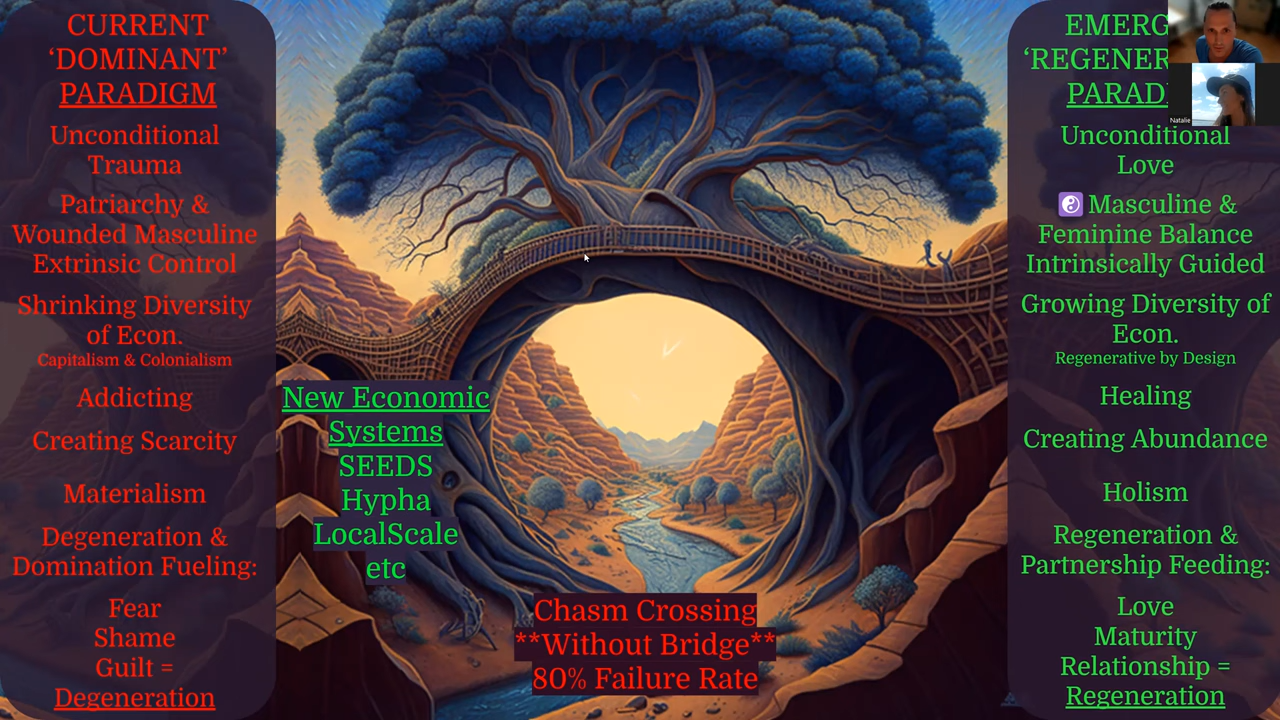 CURRENT
‘DOMINANT’
PARADIGM
Unconditional
Trauma
Patriarchy &
Wounded Masculine
Extrinsic Control
Shrinking Diversity
of Econ.
Capitalism & Colonialism
Addicting
Creating Scarcity
Materialism
Degeneration &
Domination Fueling:
Fear
Shame
Guilt =
Degeneration
New Economic
Systems
SEEDS
Hypha
LocalScale
etc
Chasm Crossing
**Without Bridge**
80% Failure Rate
EMERG
‘REGENER
PARADI
Natalie
Unconditional
Love
☯ Masculine &
Feminine Balance
Intrinsically Guided
Growing Diversity of
Econ.
Regenerative by Design
Healing
Creating Abundance
Holism
Regeneration &
Partnership Feeding:
Love
Maturity
Relationship =
Regeneration